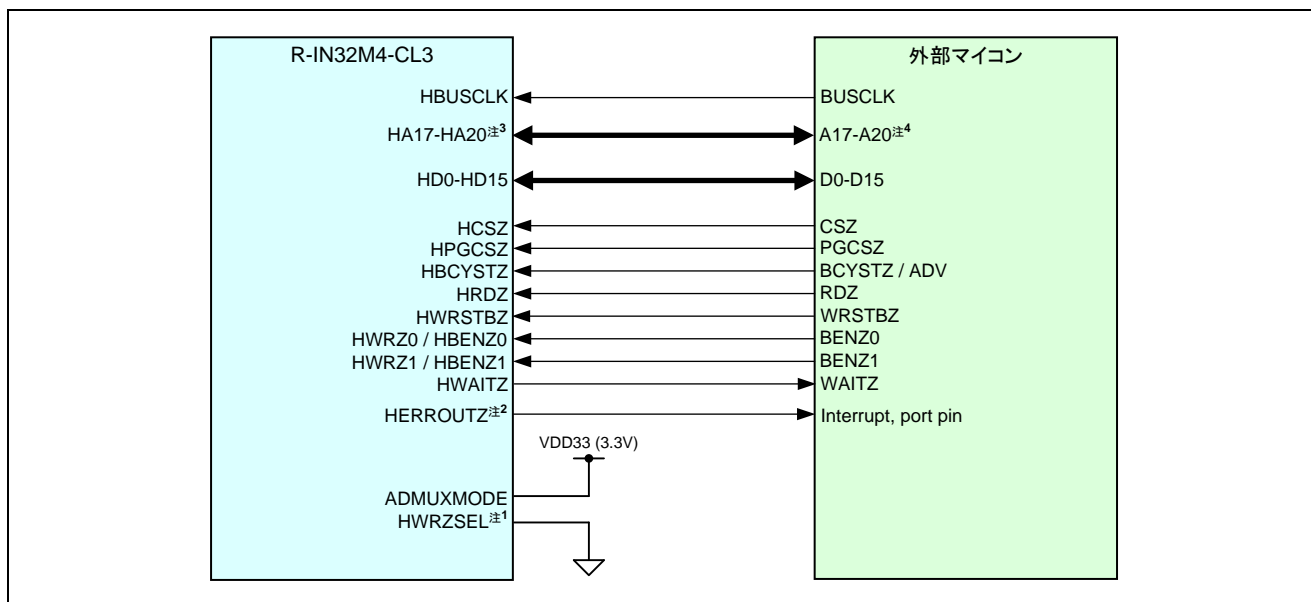 R-IN32M4-CL3
外部マイコン
HBUSCLK
BUSCLK
HA17-HA20注3
A17-A20注4
HD0-HD15
D0-D15
HCSZ
CSZ
HPGCSZ
PGCSZ
HBCYSTZ
BCYSTZ / ADV
HRDZ
RDZ
HWRSTBZ
WRSTBZ
HWRZ0 / HBENZ0
BENZ0
HWRZ1 / HBENZ1
BENZ1
HWAITZ
WAITZ
HERROUTZ注2
Interrupt, port pin
VDD33 (3.3V)
ADMUXMODE
HWRZSEL注1